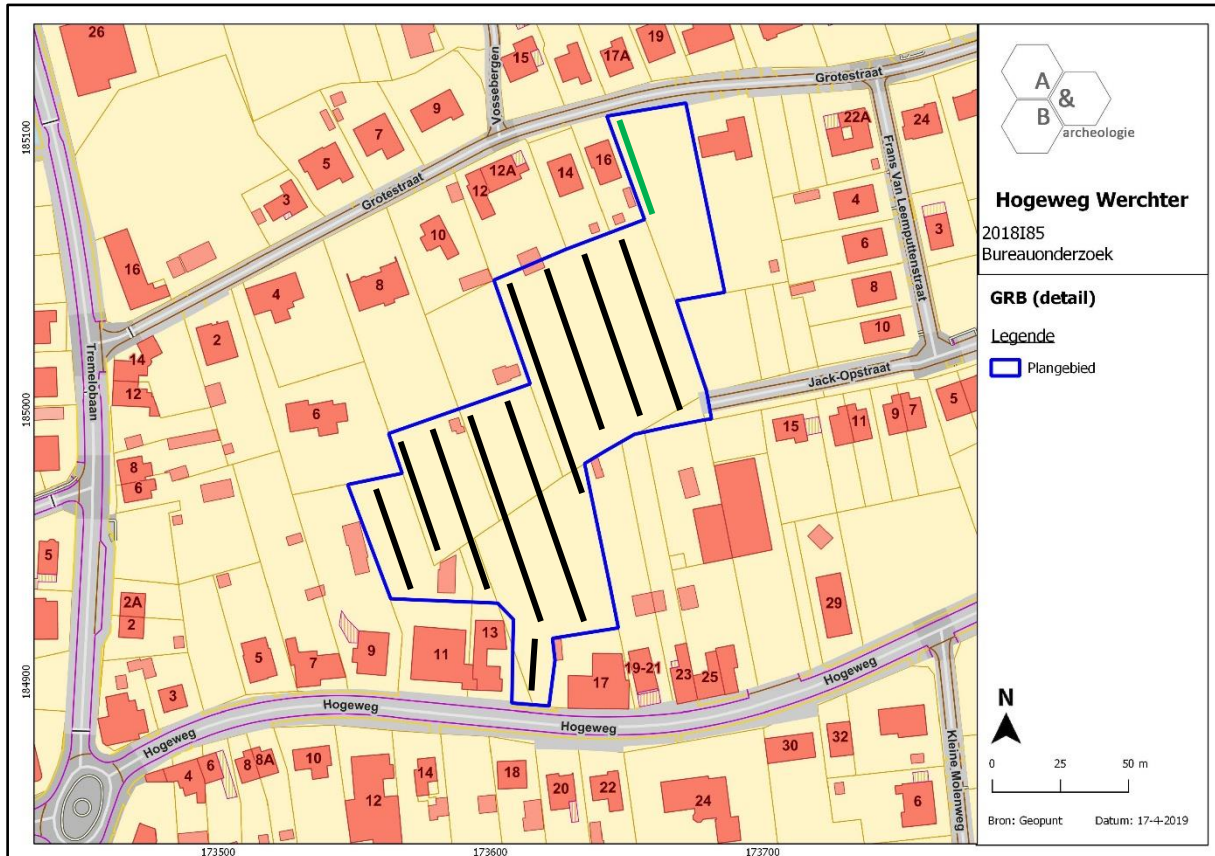 26
15
17A
19
Grotestraat
Vossebergen
9
7
5
3
22A
24
12A
12
14
16
Grotestraat
Frans Van Leemputtenstraat
4
3
6
8
10
10
8
4
2
16
14
12
Tremelobaan
6
8
6
5
2A
2
Jack-Opstraat
15
11
9
7
5
29
13
11
9
7
5
3
17
19-21
23
25
Hogeweg
Hogeweg
Hogeweg
Hogeweg
4
6
8
8A
10
12
14
18
20
22
24
30
32
6
Kleine Molenweg
185100
185000
184900
173500
173600
173700
A
&
B
archeologie
Hogeweg Werchter
2018I85
Bureauonderzoek
GRB (detail)
Legende
Plangebied
N
0 25 50 m
Bron: Geopunt Datum: 17-4-2019